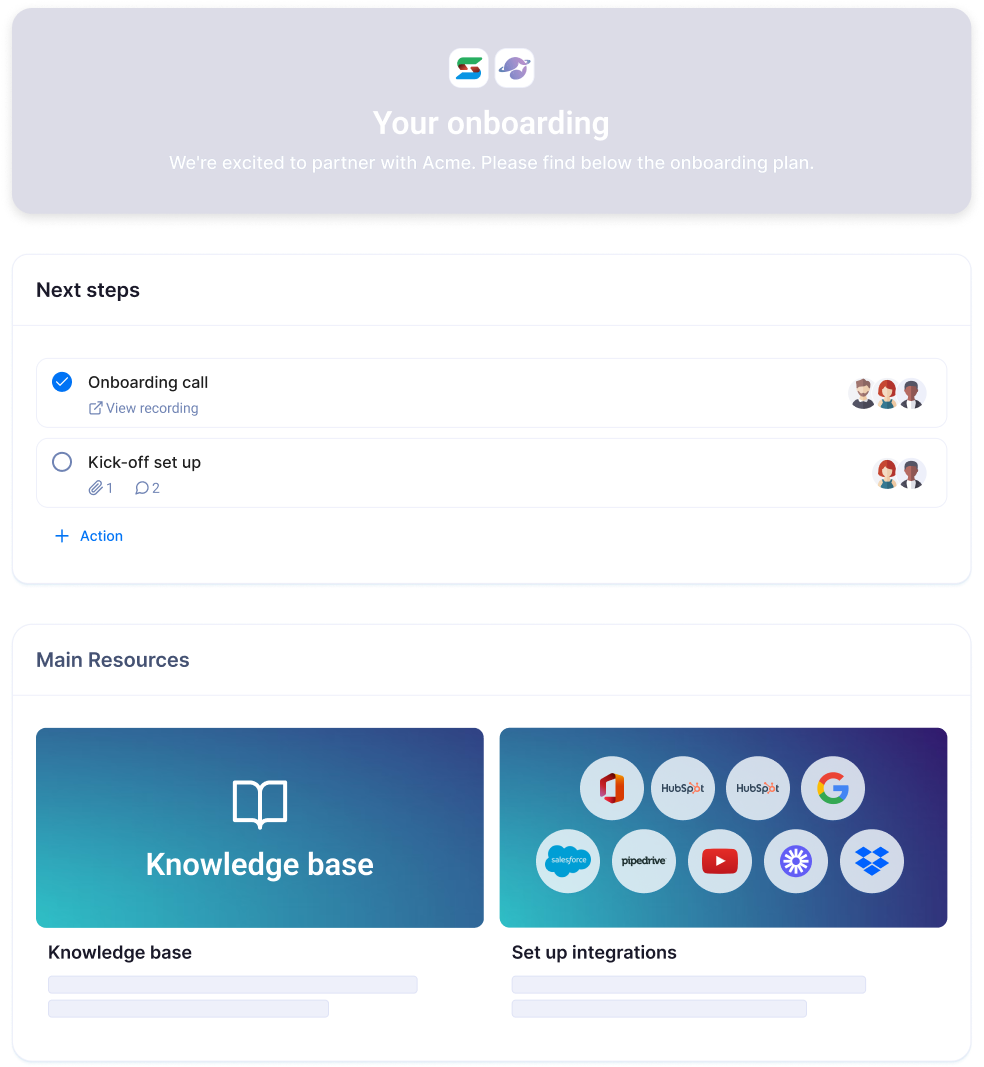 Your onboarding
We're excited to partner with Acme. Please find below the onboarding plan.
Next steps
Onboarding call
View recording
Kick-off set up
1 2
Action
Main Resources
HubSpot HubSpot
salesforce pipedrive
Knowledge base
Knowledge base
Set up integrations